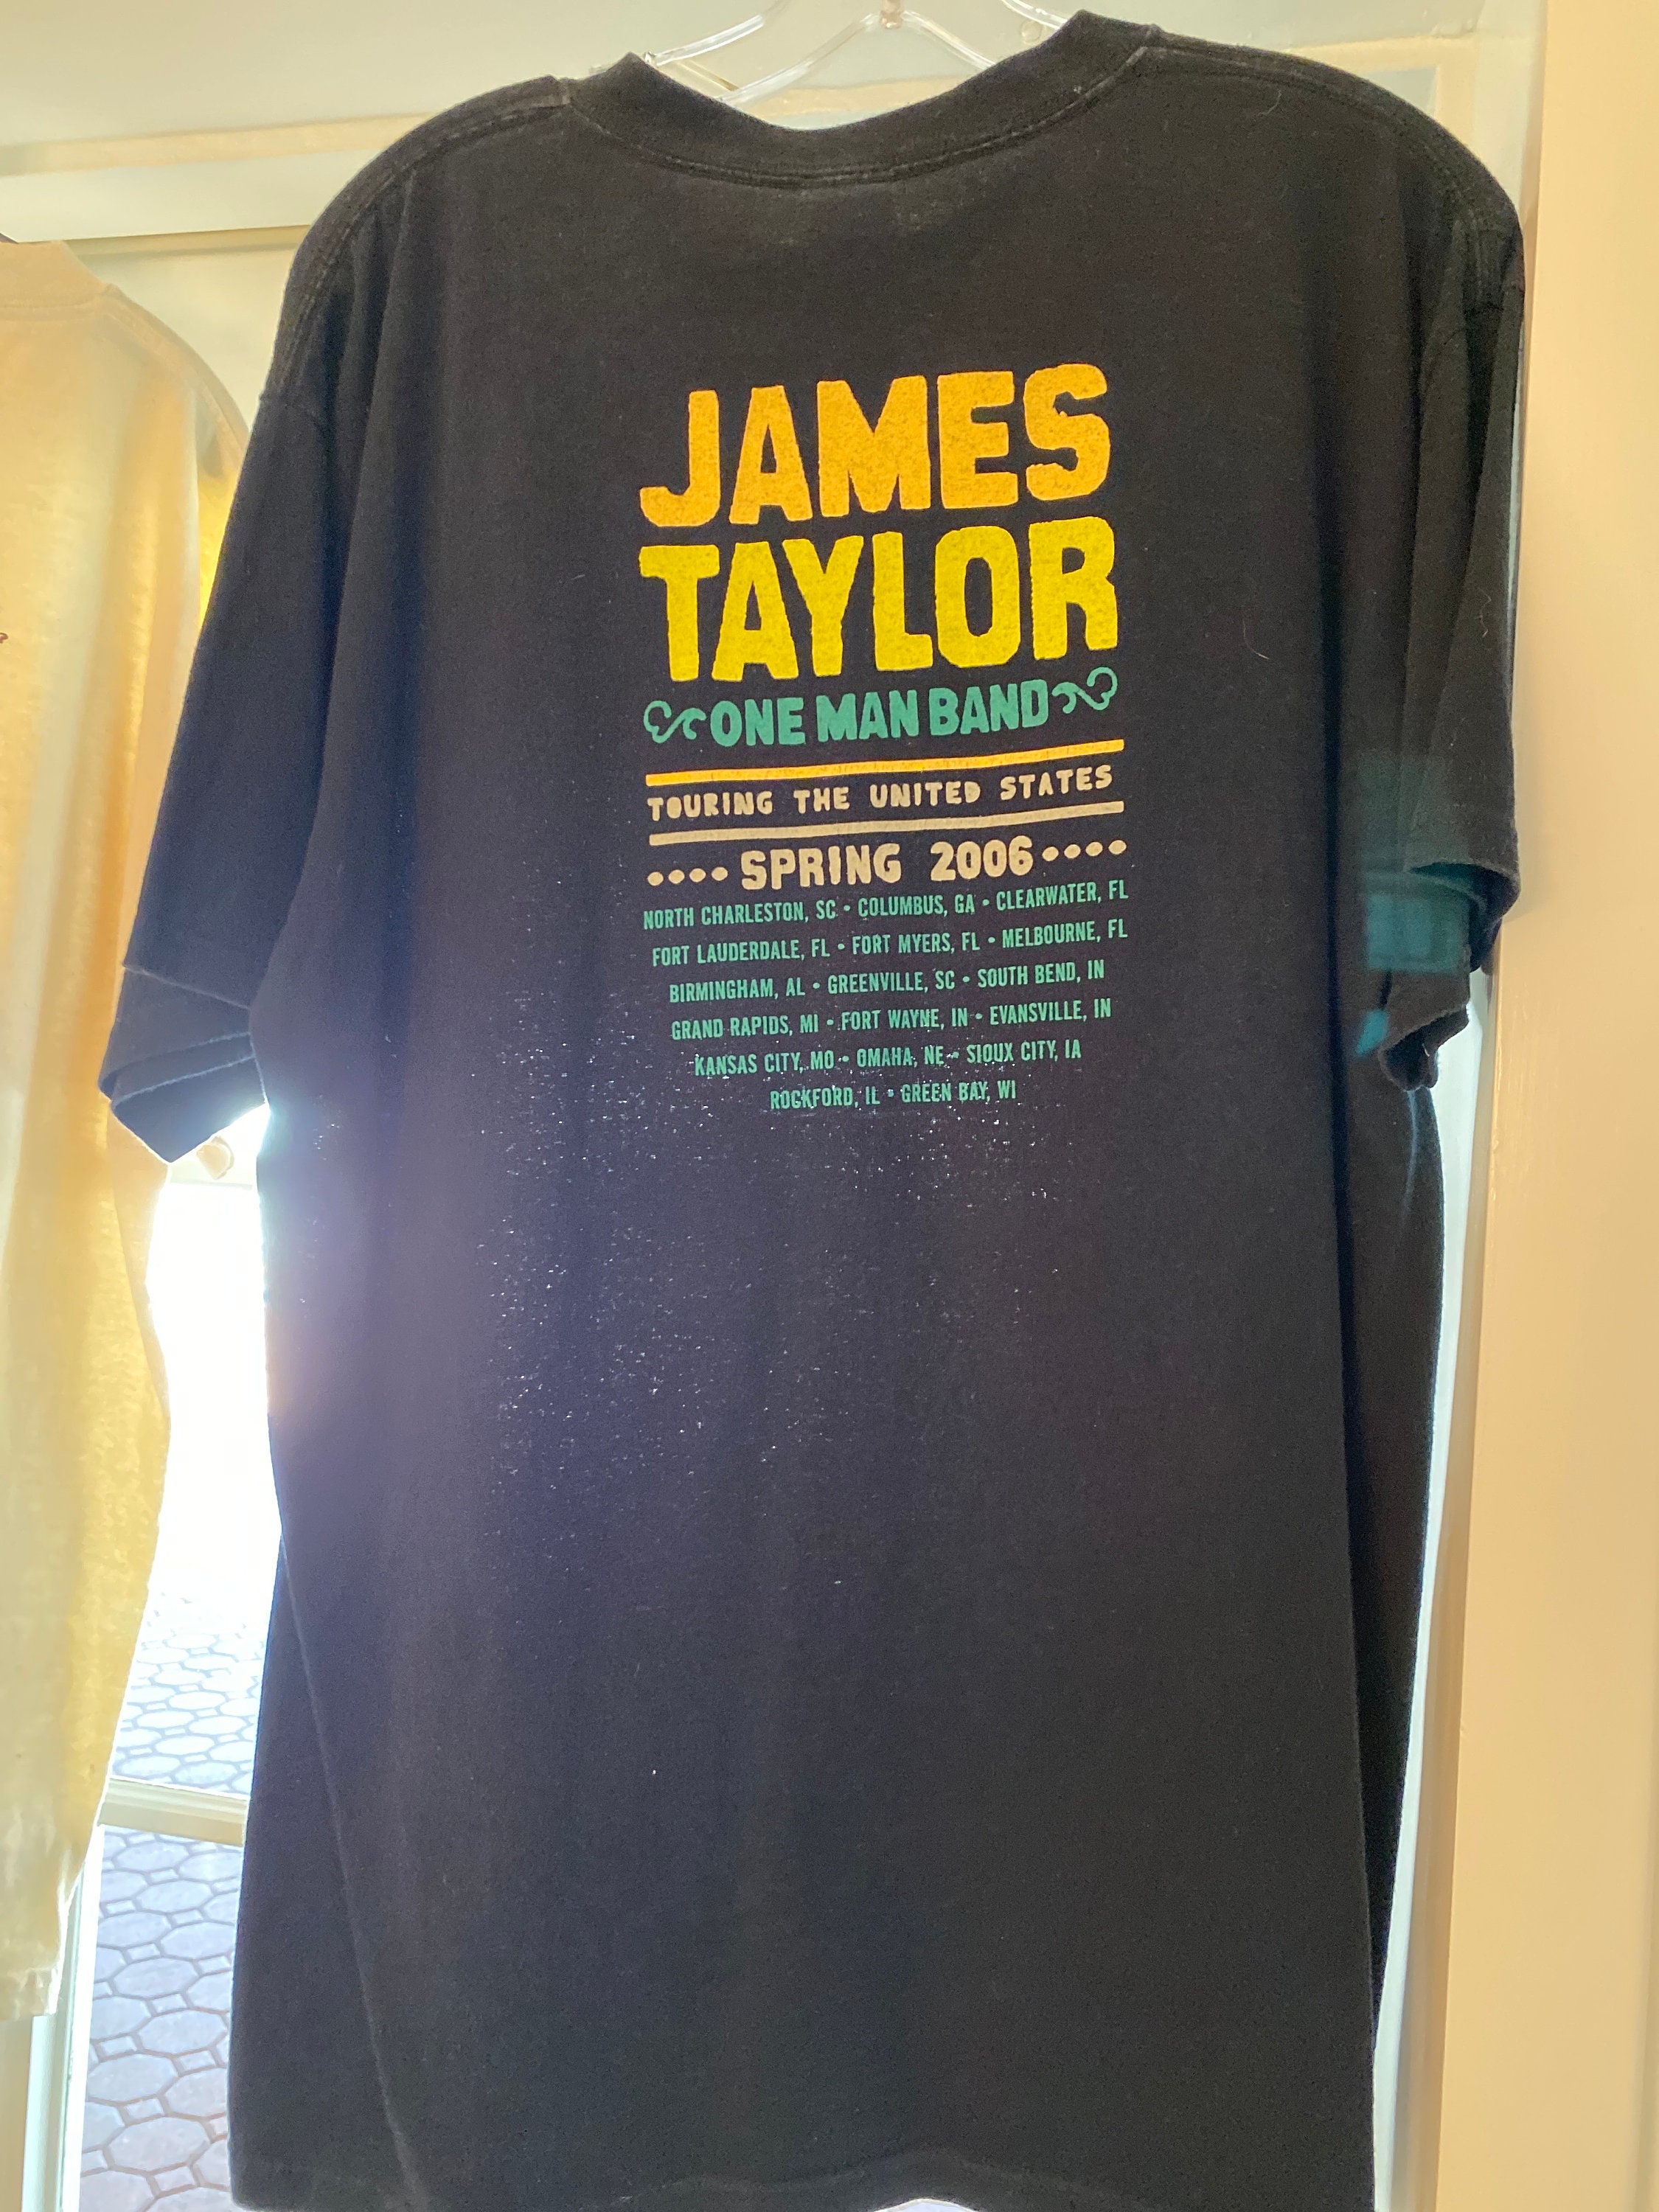 JAMES
TAYLOR
ONE MAN BAND
TOURING THE UNITED STATES
•••• SPRING 2006 ••••
NORTH CHARLESTON, SC • COLUMBUS, GA • CLEARWATER, FL
FORT LAUDERDALE, FL • FORT MYERS, FL • MELBOURNE, FL
BIRMINGHAM, AL • GREENVILLE, SC • SOUTH BEND, IN
GRAND RAPIDS, MI • FORT WAYNE, IN • EVANSVILLE, IN
KANSAS CITY, MO • OMAHA, NE • SIOUX CITY, IA
ROCKFORD, IL • GREEN BAY, WI